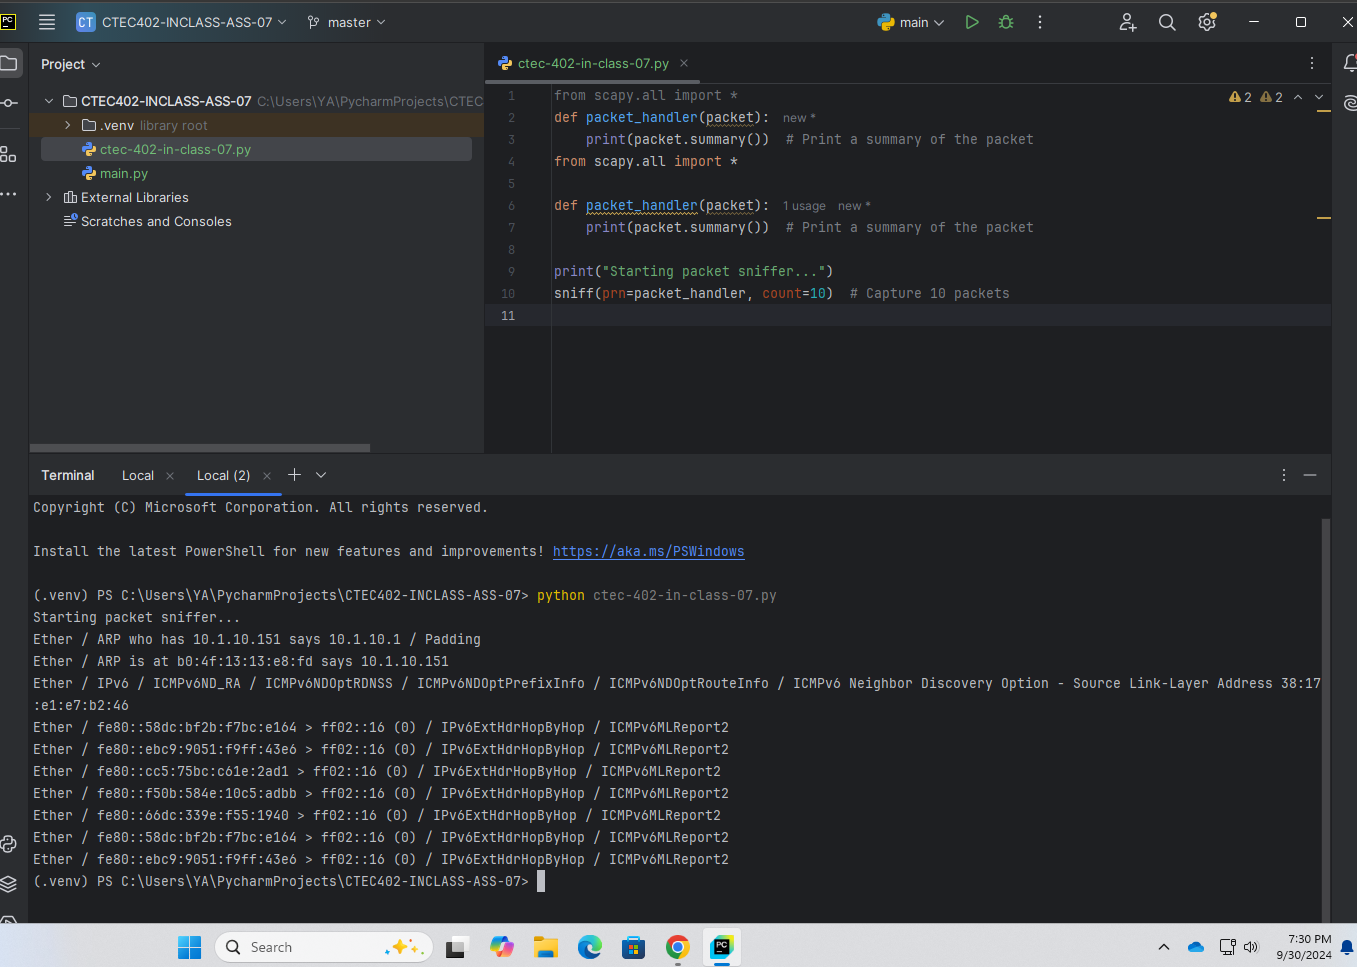 PC
CT CTEC402-INCLASS-ASS-07
master
main
Project
ctec-402-in-class-07.py
CTEC402-INCLASS-ASS-07 C:\Users\YA\PycharmProjects\CTEC
.venv library root
ctec-402-in-class-07.py
main.py
External Libraries
Scratches and Consoles
2 2
1 from scapy.all import *
2 def packet_handler(packet): new *
3 print(packet.summary()) # Print a summary of the packet
4 from scapy.all import *
5
6 def packet_handler(packet): 1 usage new *
7 print(packet.summary()) # Print a summary of the packet
8
9 print("Starting packet sniffer...")
10 sniff(prn=packet_handler, count=10) # Capture 10 packets
11
Terminal Local Local (2)
Copyright (C) Microsoft Corporation. All rights reserved.
Install the latest PowerShell for new features and improvements! https://aka.ms/PSWindows
(.venv) PS C:\Users\YA\PycharmProjects\CTEC402-INCLASS-ASS-07> python ctec-402-in-class-07.py
Starting packet sniffer...
Ether / ARP who has 10.1.10.151 says 10.1.10.1 / Padding
Ether / ARP is at b0:4f:13:13:e8:fd says 10.1.10.151
Ether / IPv6 / ICMPv6ND_RA / ICMPv6NDOptRDNSS / ICMPv6NDOptPrefixInfo / ICMPv6NDOptRouteInfo / ICMPv6 Neighbor Discovery Option - Source Link-Layer Address 38:17
:e1:e7:b2:46
Ether / fe80::58dc:bf2b:f7bc:e164 > ff02::16 (0) / IPv6ExtHdrHopByHop / ICMPv6MLReport2
Ether / fe80::ebc9:9051:f9ff:43e6 > ff02::16 (0) / IPv6ExtHdrHopByHop / ICMPv6MLReport2
Ether / fe80::cc5:75bc:c61e:2ad1 > ff02::16 (0) / IPv6ExtHdrHopByHop / ICMPv6MLReport2
Ether / fe80::f50b:584e:10c5:adbb > ff02::16 (0) / IPv6ExtHdrHopByHop / ICMPv6MLReport2
Ether / fe80::66dc:339e:f55:1940 > ff02::16 (0) / IPv6ExtHdrHopByHop / ICMPv6MLReport2
Ether / fe80::58dc:bf2b:f7bc:e164 > ff02::16 (0) / IPv6ExtHdrHopByHop / ICMPv6MLReport2
Ether / fe80::ebc9:9051:f9ff:43e6 > ff02::16 (0) / IPv6ExtHdrHopByHop / ICMPv6MLReport2
(.venv) PS C:\Users\YA\PycharmProjects\CTEC402-INCLASS-ASS-07>
Search
PC
7:30 PM
9/30/2024